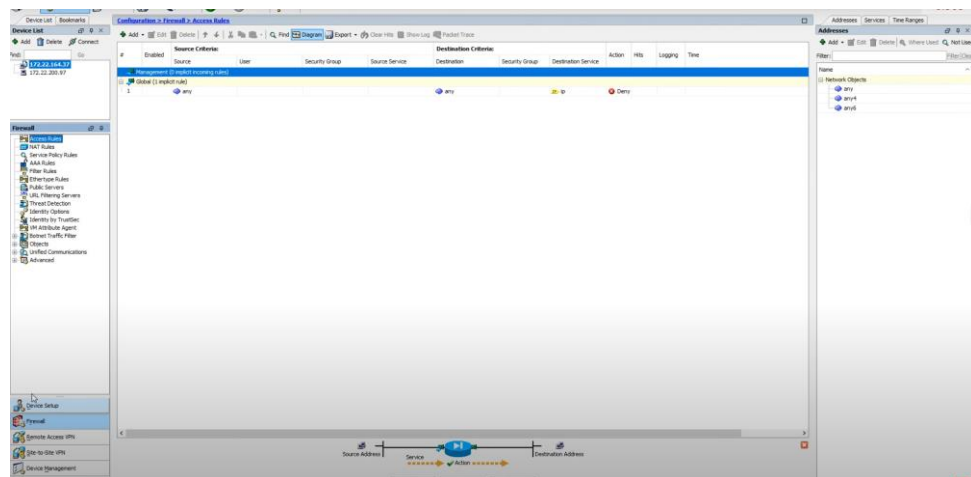 Device List Bookmarks
Device List
Add Delete Connect
Find: Go
172.22.164.37
172.22.200.97
Firewall
Access Rules
NAT Rules
Service Policy Rules
AAA Rules
Filter Rules
Ethertype Rules
Public Servers
URL Filtering Servers
Threat Detection
Identity Options
Identity by TrustSec
VM Attribute Agent
Botnet Traffic Filter
Objects
Unified Communications
Advanced
Device Setup
Firewall
Remote Access VPN
Site-to-Site VPN
Device Management
Configuration > Firewall > Access Rules
Add Edit Delete Find Diagram Export Clear Hits Show Log Packet Trace
Source Criteria: Destination Criteria:
# Enabled Source User Security Group Source Service Destination Security Group Destination Service Action Hits Logging Time
Management (0 implicit incoming rules)
Global (1 implicit rule)
1 any any ip Deny
Source Address Service Action Destination Address
Addresses Services Time Ranges
Addresses
Add Edit Delete Where Used Not Use
Filter: Filter Clea
Name
Network Objects
any
any4
any6